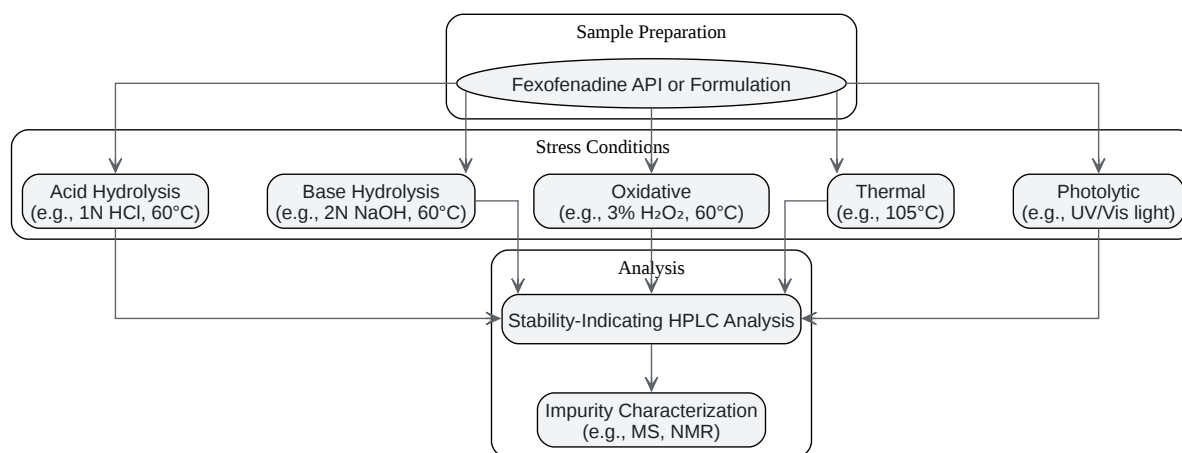 Sample Preparation
Fexofenadine API or Formulation
Stress Conditions
Acid Hydrolysis
(e.g., 1N HCl, 60°C)
Base Hydrolysis
(e.g., 2N NaOH, 60°C)
Oxidative
(e.g., 3% H₂O₂, 60°C)
Thermal
(e.g., 105°C)
Photolytic
(e.g., UV/Vis light)
Analysis
Stability-Indicating HPLC Analysis
Impurity Characterization
(e.g., MS, NMR)